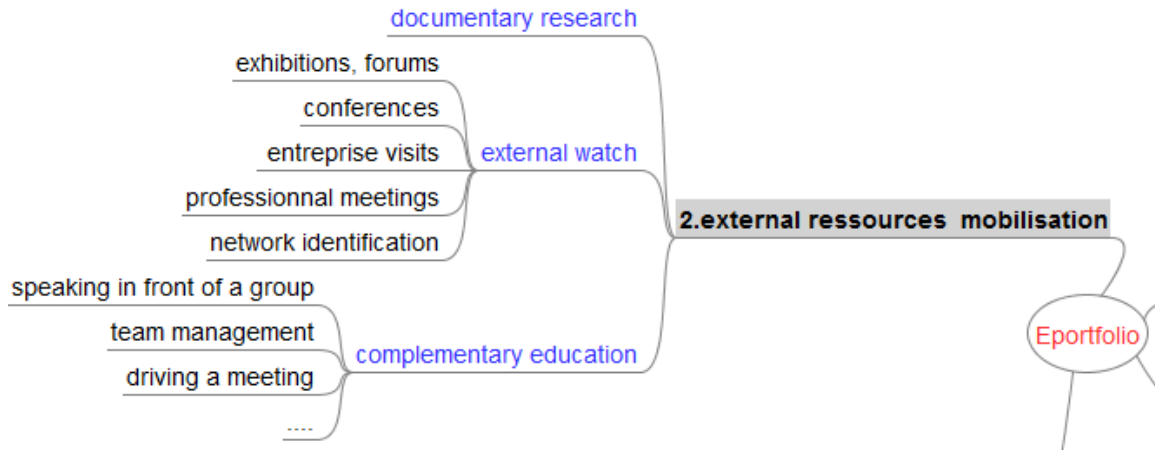 documentary research
exhibitions, forums
conferences
entreprise visits
external watch
professionnal meetings
2.external ressources  mobilisation
network identification
speaking in front of a group
team management
Eportfolio
complementary education
driving a meeting
....